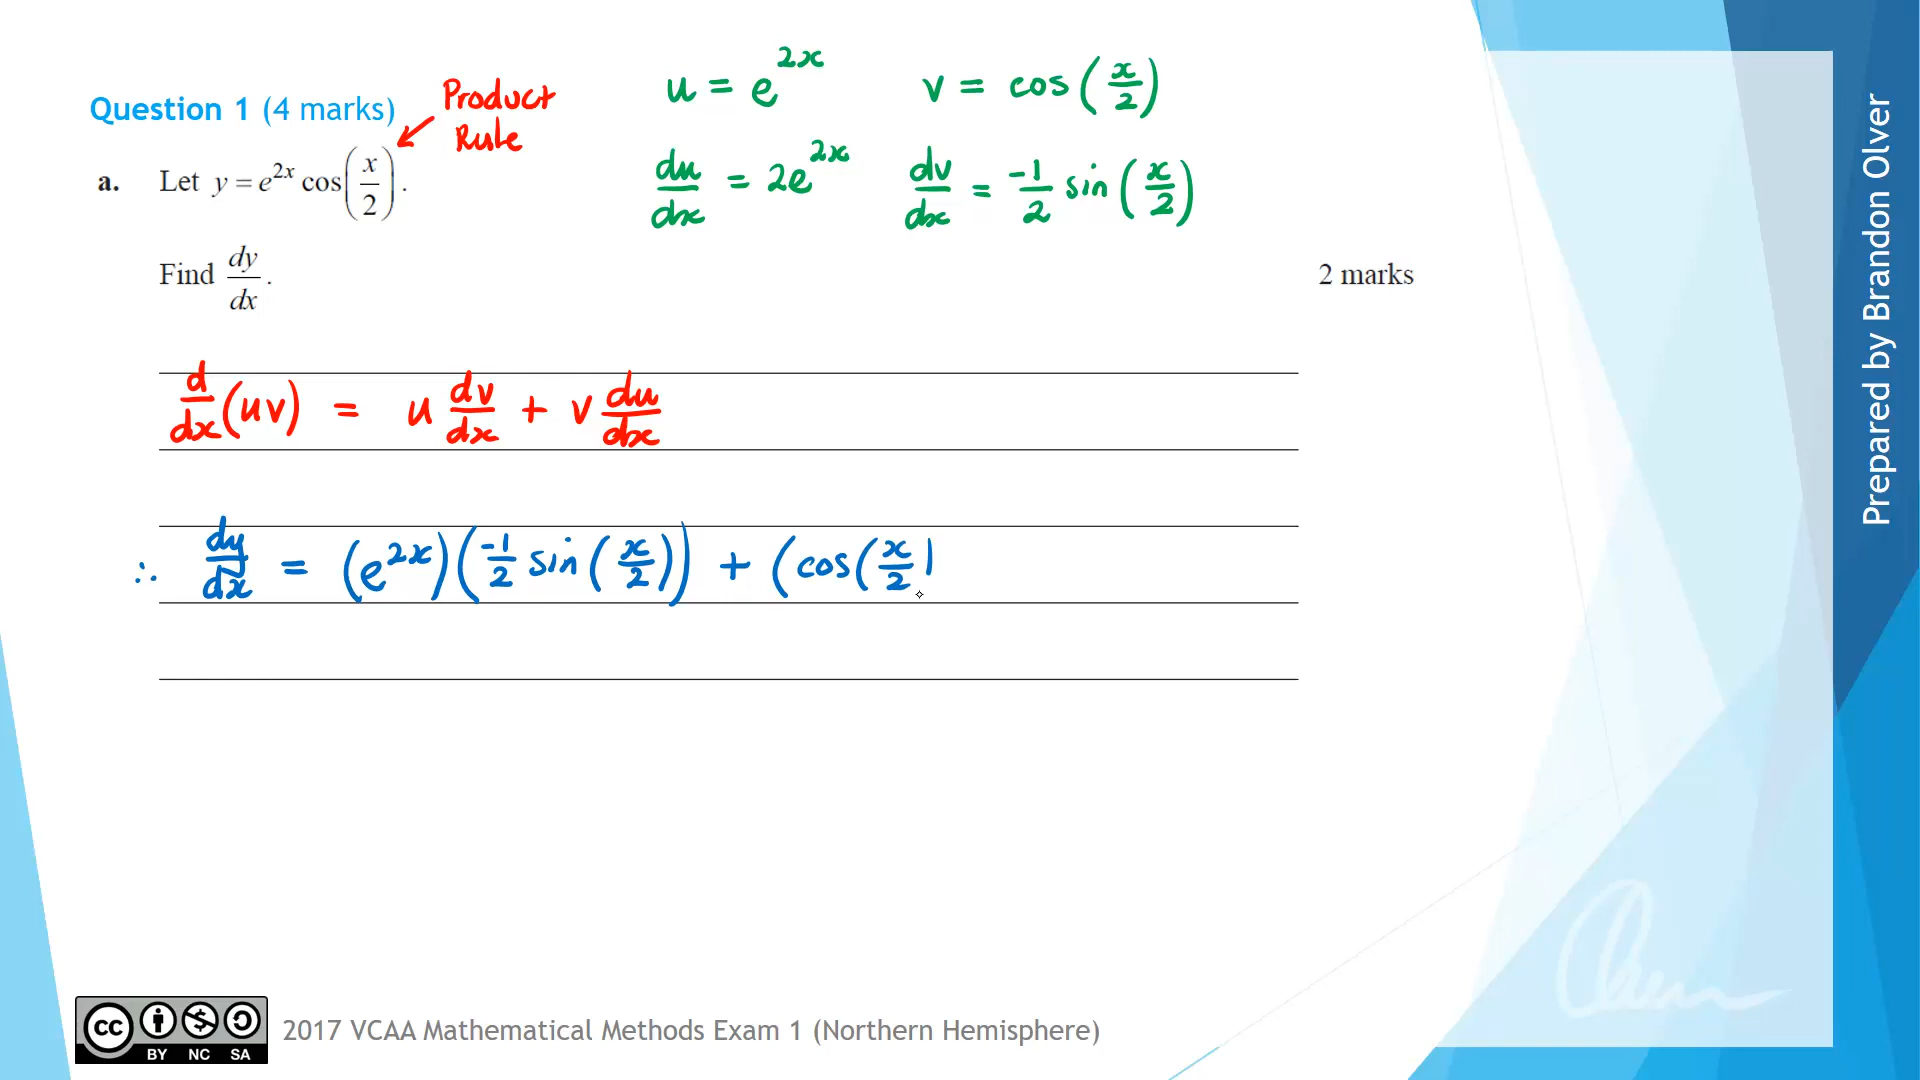 Question 1 (4 marks)
Product
Rule
u = e^{2x} v = cos(x/2)
a. Let y = e^{2x} cos(x/2).
du/dx = 2e^{2x} dv/dx = -1/2 sin(x/2)
Find dy/dx.
2 marks
d/dx (uv) = u dv/dx + v du/dx
∴ dy/dx = (e^{2x})(-1/2 sin(x/2)) + (cos(x/2)
Prepared by Brandon Olver
cc
BY NC SA
2017 VCAA Mathematical Methods Exam 1 (Northern Hemisphere)